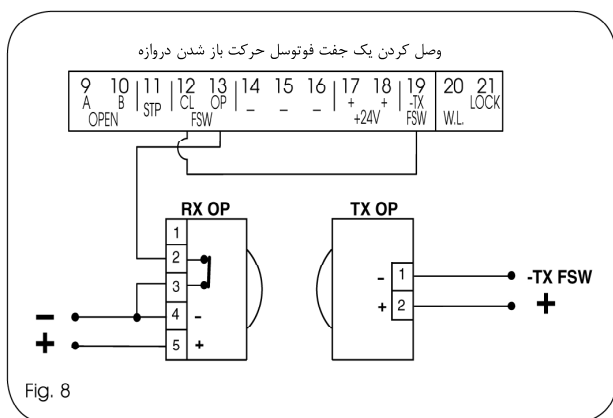 وصل کردن یک جفت فوتوسل حرکت باز شدن دروازه
9 10 11 12 13 14 15 16 17 18 19 20 21
A B STP CL OP - - - + + -TX LOCK
OPEN FSW +24V FSW W.L.
RX OP TX OP
1
2
3
4 -
5 +
- 1 -TX FSW
+ 2 +
-
+
Fig. 8